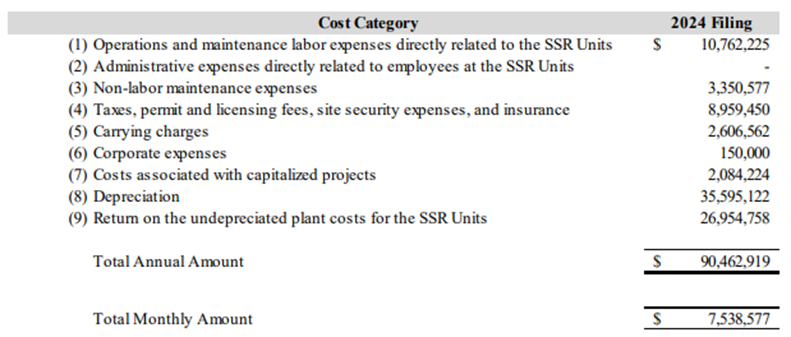 Cost Category 2024 Filing
(1) Operations and maintenance labor expenses directly related to the SSR Units $ 10,762,225
(2) Administrative expenses directly related to employees at the SSR Units -
(3) Non-labor maintenance expenses 3,350,577
(4) Taxes, permit and licensing fees, site security expenses, and insurance 8,959,450
(5) Carrying charges 2,606,562
(6) Corporate expenses 150,000
(7) Costs associated with capitalized projects 2,084,224
(8) Depreciation 35,595,122
(9) Return on the undepreciated plant costs for the SSR Units 26,954,758
Total Annual Amount $ 90,462,919
Total Monthly Amount $ 7,538,577